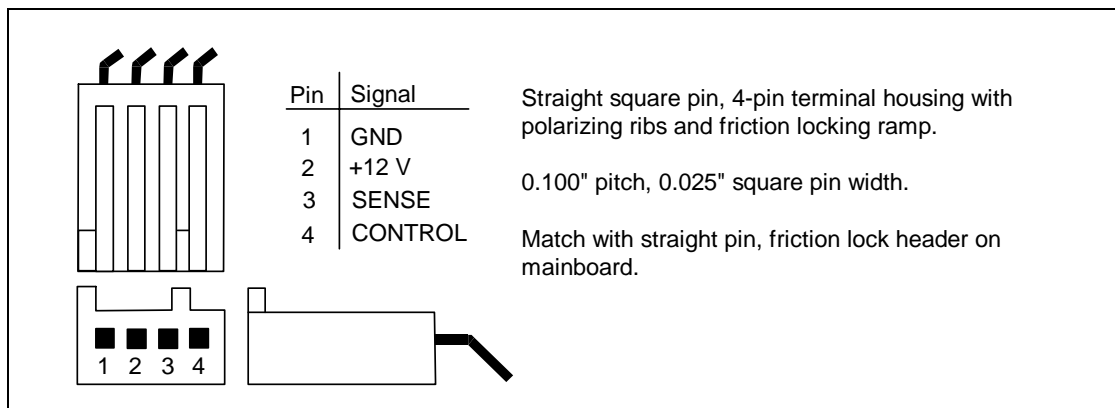 Pin Signal
1 GND
2 +12 V
3 SENSE
4 CONTROL
Straight square pin, 4-pin terminal housing with
polarizing ribs and friction locking ramp.
0.100" pitch, 0.025" square pin width.
Match with straight pin, friction lock header on
mainboard.
1 2 3 4